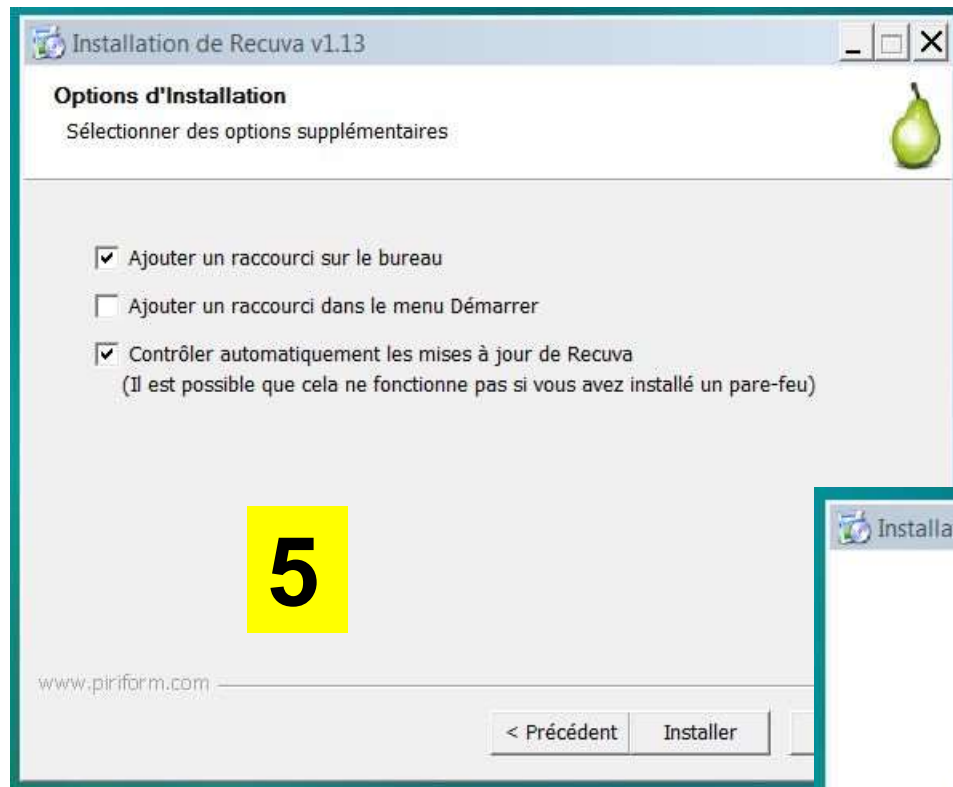 Installation de Recuva v1.13
Options d'Installation
Sélectionner des options supplémentaires
Ajouter un raccourci sur le bureau
Ajouter un raccourci dans le menu Démarrer
Contrôler automatiquement les mises à jour de Recuva
(Il est possible que cela ne fonctionne pas si vous avez installé un pare-feu)
Installa
5
www.piriform.com
< Précédent Installer